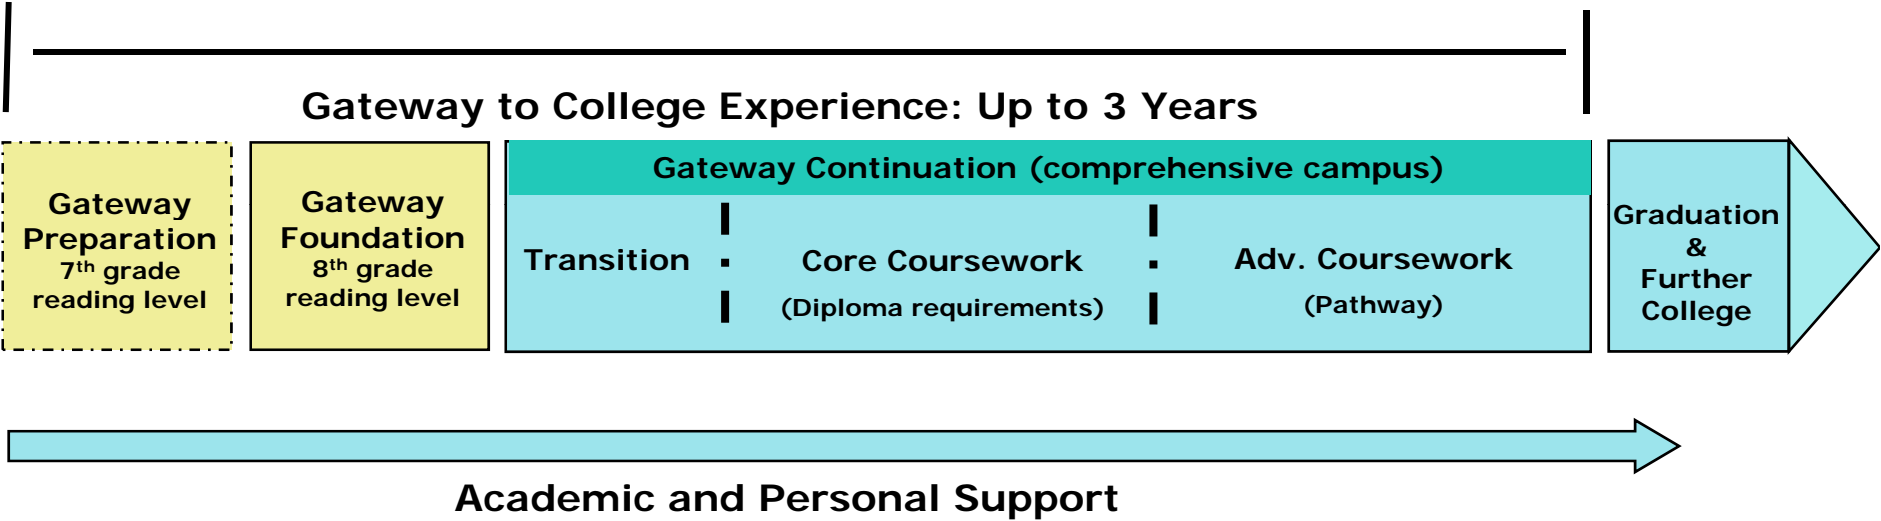 Gateway to College Experience: Up to 3 Years
Gateway
Preparation
7th grade
reading level
Gateway
Foundation
8th grade
reading level
Gateway Continuation (comprehensive campus)
Transition
Core Coursework
(Diploma requirements)
Adv. Coursework
(Pathway)
Graduation
&
Further
College
Academic and Personal Support